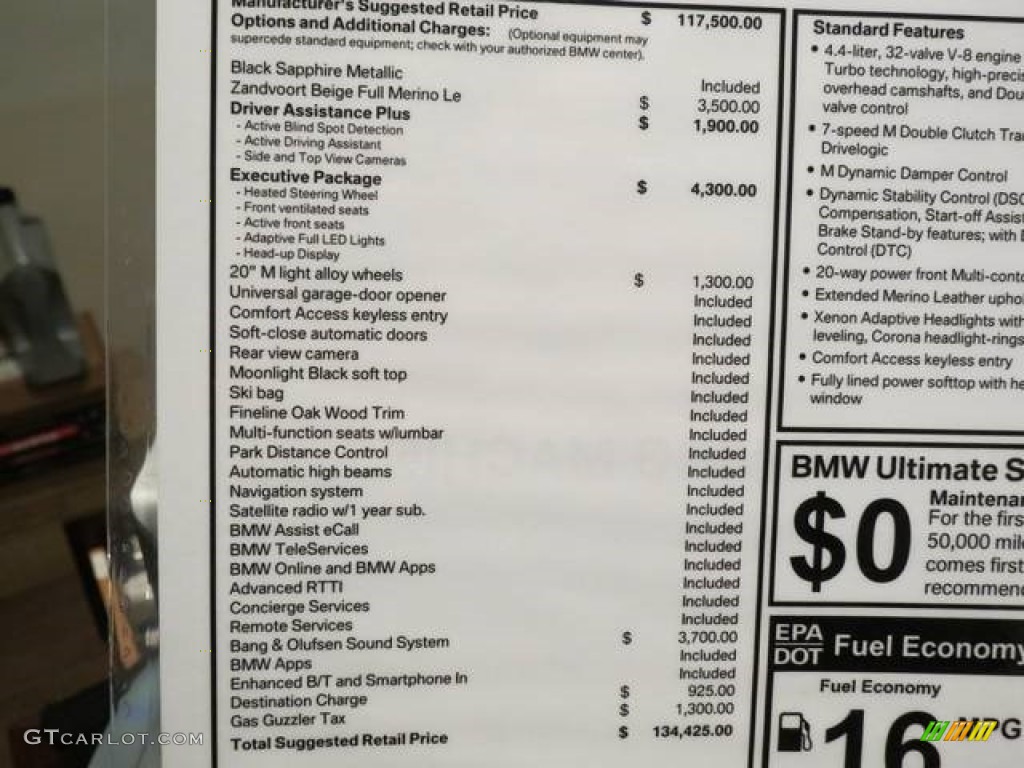 Manufacturer's Suggested Retail Price $ 117,500.00
Options and Additional Charges: (Optional equipment may
supercede standard equipment; check with your authorized BMW center).
Black Sapphire Metallic Included
Zandvoort Beige Full Merino Le $ 3,500.00
Driver Assistance Plus $ 1,900.00
- Active Blind Spot Detection
- Active Driving Assistant
- Side and Top View Cameras
Executive Package $ 4,300.00
- Heated Steering Wheel
- Front ventilated seats
- Active front seats
- Adaptive Full LED Lights
- Head-up Display
20" M light alloy wheels $ 1,300.00
Universal garage-door opener Included
Comfort Access keyless entry Included
Soft-close automatic doors Included
Rear view camera Included
Moonlight Black soft top Included
Ski bag Included
Fineline Oak Wood Trim Included
Multi-function seats w/lumbar Included
Park Distance Control Included
Automatic high beams Included
Navigation system Included
Satellite radio w/1 year sub. Included
BMW Assist eCall Included
BMW TeleServices Included
BMW Online and BMW Apps Included
Advanced RTTI Included
Concierge Services Included
Remote Services Included
Bang & Olufsen Sound System $ 3,700.00
BMW Apps Included
Enhanced B/T and Smartphone In Included
Destination Charge $ 925.00
Gas Guzzler Tax $ 1,300.00
Total Suggested Retail Price $ 134,425.00
Standard Features
• 4.4-liter, 32-valve V-8 engine
Turbo technology, high-precis
overhead camshafts, and Dou
valve control
• 7-speed M Double Clutch Tra
Drivelogic
• M Dynamic Damper Control
• Dynamic Stability Control (DSC
Compensation, Start-off Assist
Brake Stand-by features; with
Control (DTC)
• 20-way power front Multi-conto
• Extended Merino Leather upho
• Xenon Adaptive Headlights with
leveling, Corona headlight-rings
• Comfort Access keyless entry
• Fully lined power softtop with he
window
BMW Ultimate S
$0
Maintenan
For the first
50,000 mile
comes first
recommend
EPA
DOT
Fuel Economy
Fuel Economy
16
GTCARLOT.COM